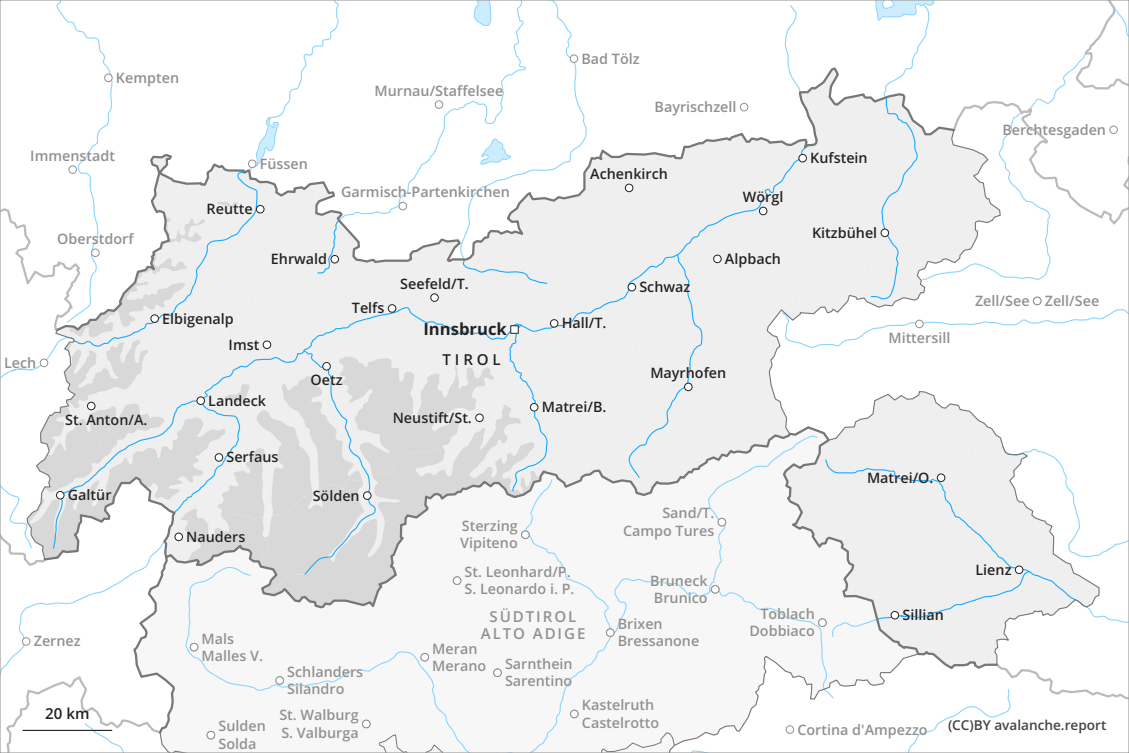 Kempten
Bad Tölz
Murnau/Staffelsee
Bayrischzell
Berchtesgaden
Immenstadt
Füssen
Kufstein
Achenkirch
Garmisch-Partenkirchen
Wörgl
Reutte
Kitzbühel
Oberstdorf
Ehrwald
Alpbach
Seefeld/T.
Schwaz
Zell/See
Zell/See
Telfs
Elbigenalp
Innsbruck
Hall/T.
Mittersill
Imst
TIROL
Lech
Oetz
Mayrhofen
Landeck
Matrei/B.
St. Anton/A.
Neustift/St.
Serfaus
Matrei/O.
Galtür
Sölden
Sand/T.
Campo Tures
Sterzing
Vipiteno
Nauders
St. Leonhard/P.
S. Leonardo i. P.
Lienz
Bruneck
Brunico
SÜDTIROL
ALTO ADIGE
Toblach
Dobbiaco
Sillian
Brixen
Bressanone
Zernez
Mals
Malles V.
Meran
Merano
Sarnthein
Sarentino
Schlanders
Silandro
Kastelruth
Castelrotto
20 km
St. Walburg
S. Valburga
Sulden
Solda
Cortina d'Ampezzo
(CC)BY avalanche.report